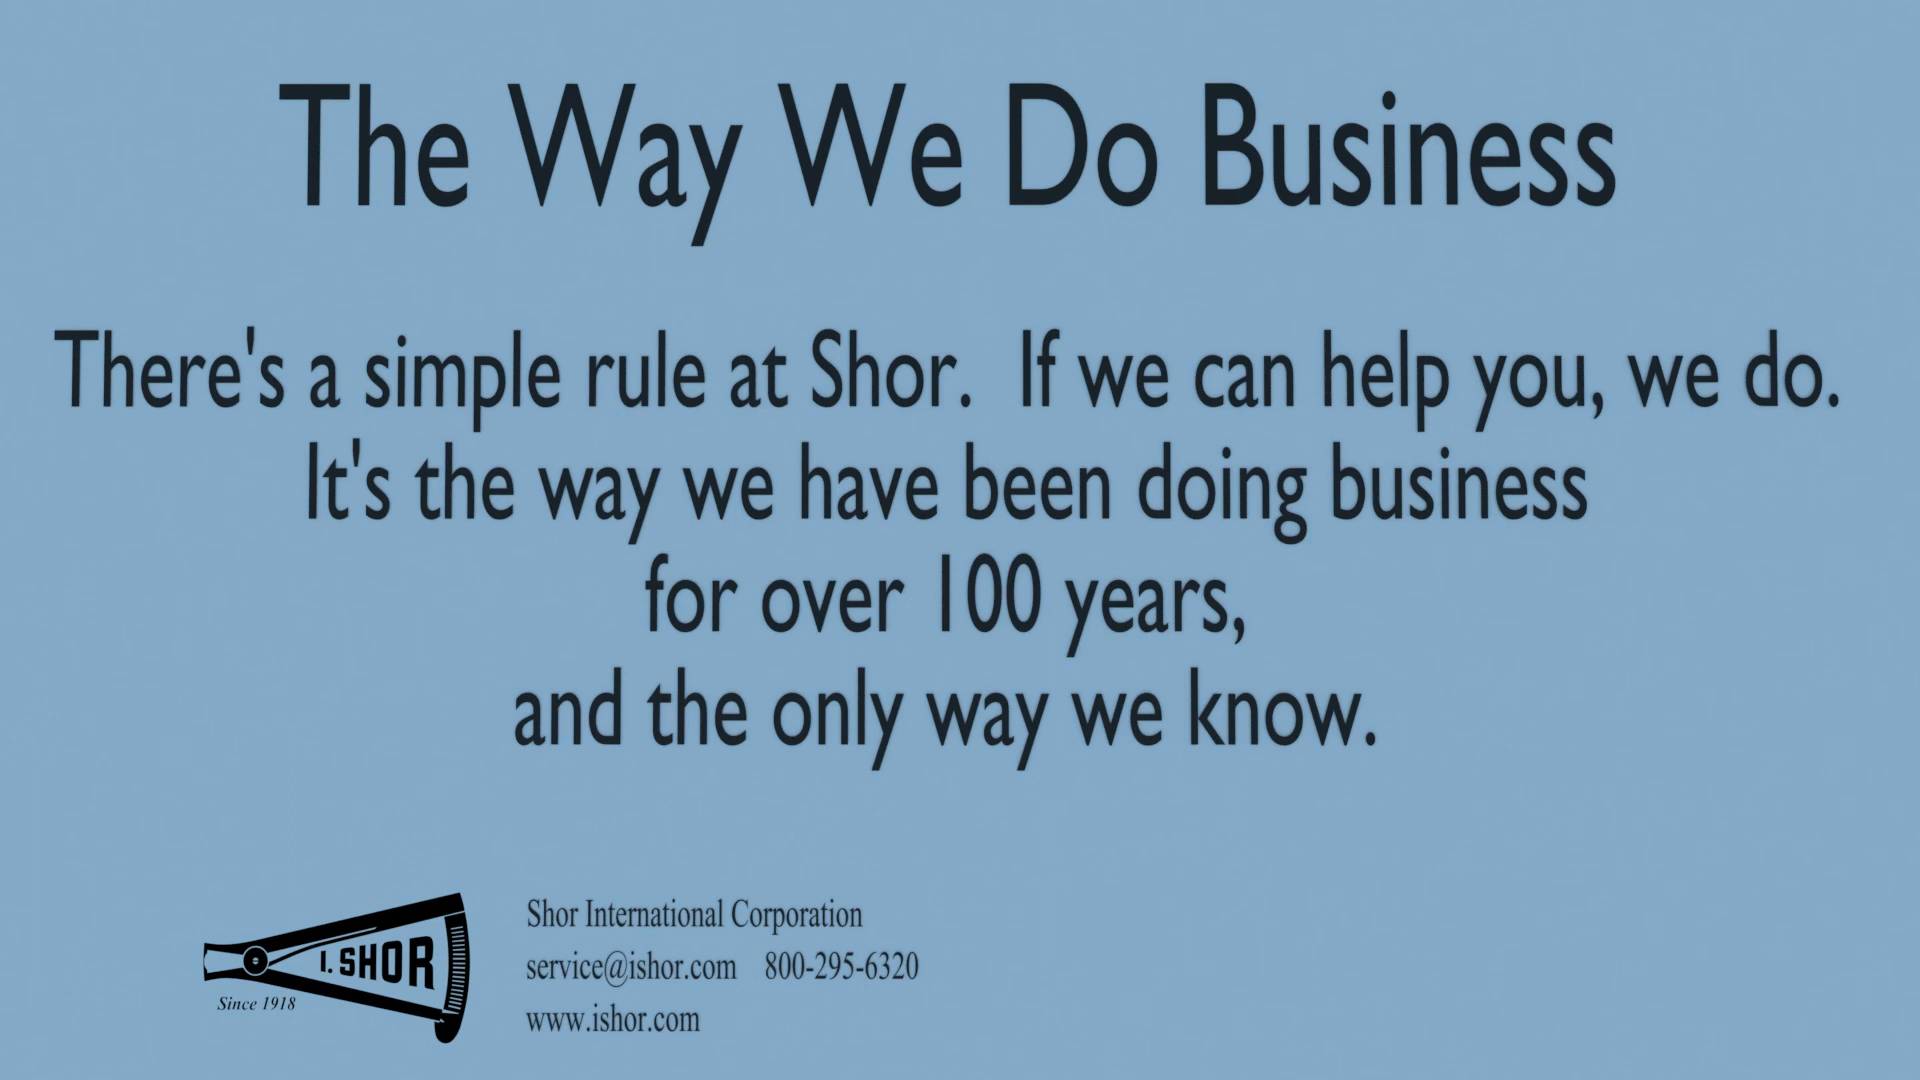 The Way We Do Business
There's a simple rule at Shor.  If we can help you, we do.
It's the way we have been doing business
for over 100 years,
and the only way we know.
I. SHOR
Since 1918
Shor International Corporation
service@ishor.com    800-295-6320
www.ishor.com